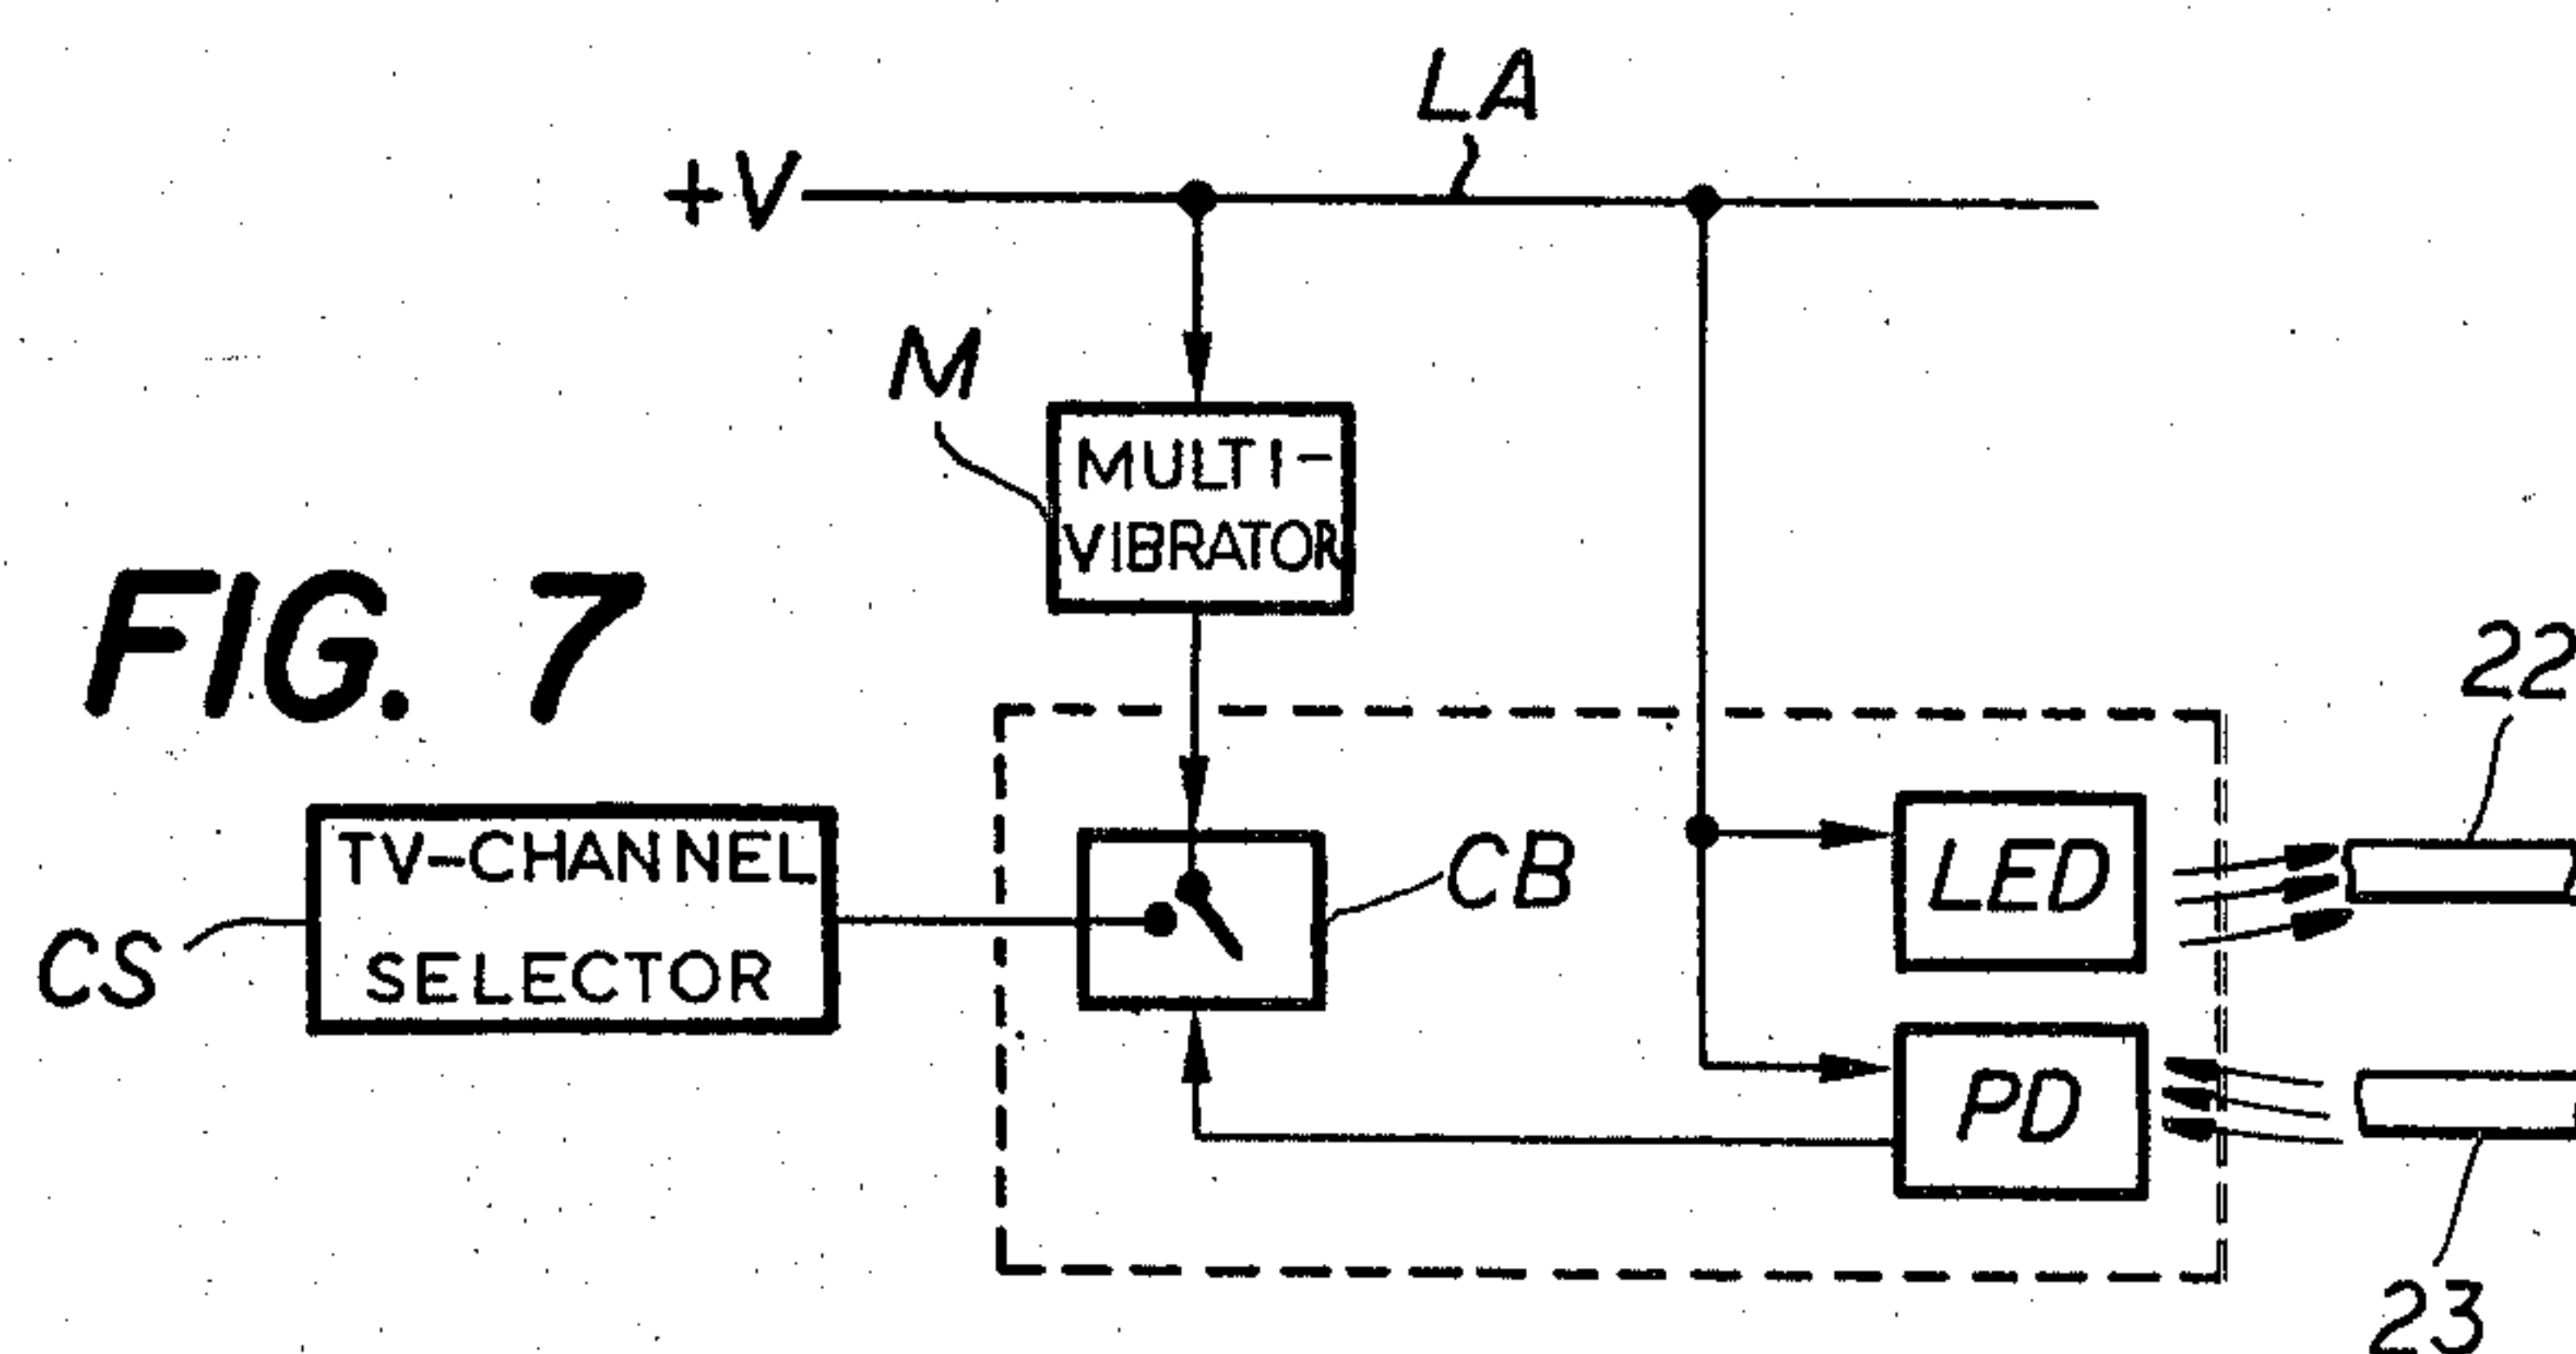 LA
+V
M
MULTI-
VIBRATOR
FIG. 7
22
TV-CHANNEL
SELECTOR
CS
CB
LED
PD
23